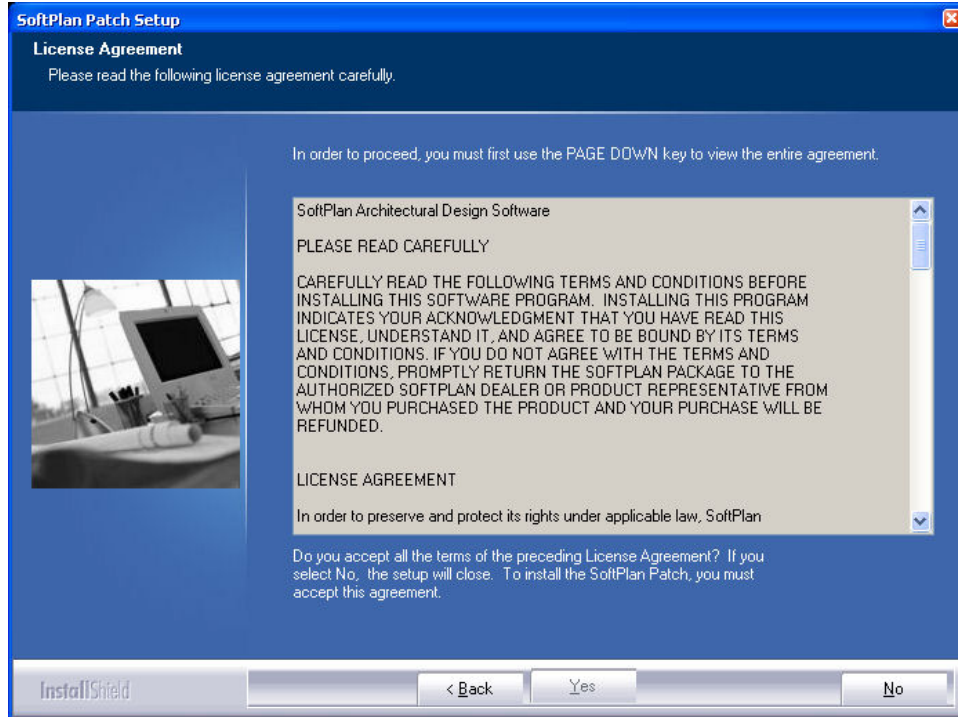 SoftPlan Patch Setup
License Agreement
Please read the following license agreement carefully.
In order to proceed, you must first use the PAGE DOWN key to view the entire agreement.
SoftPlan Architectural Design Software
PLEASE READ CAREFULLY
CAREFULLY READ THE FOLLOWING TERMS AND CONDITIONS BEFORE
INSTALLING THIS SOFTWARE PROGRAM.  INSTALLING THIS PROGRAM
INDICATES YOUR ACKNOWLEDGMENT THAT YOU HAVE READ THIS
LICENSE, UNDERSTAND IT, AND AGREE TO BE BOUND BY ITS TERMS
AND CONDITIONS. IF YOU DO NOT AGREE WITH THE TERMS AND
CONDITIONS, PROMPTLY RETURN THE SOFTPLAN PACKAGE TO THE
AUTHORIZED SOFTPLAN DEALER OR PRODUCT REPRESENTATIVE FROM
WHOM YOU PURCHASED THE PRODUCT AND YOUR PURCHASE WILL BE
REFUNDED.
LICENSE AGREEMENT
In order to preserve and protect its rights under applicable law, SoftPlan
Do you accept all the terms of the preceding License Agreement?  If you
select No,  the setup will close.  To install the SoftPlan Patch, you must
accept this agreement.
InstallShield
< Back
Yes
No